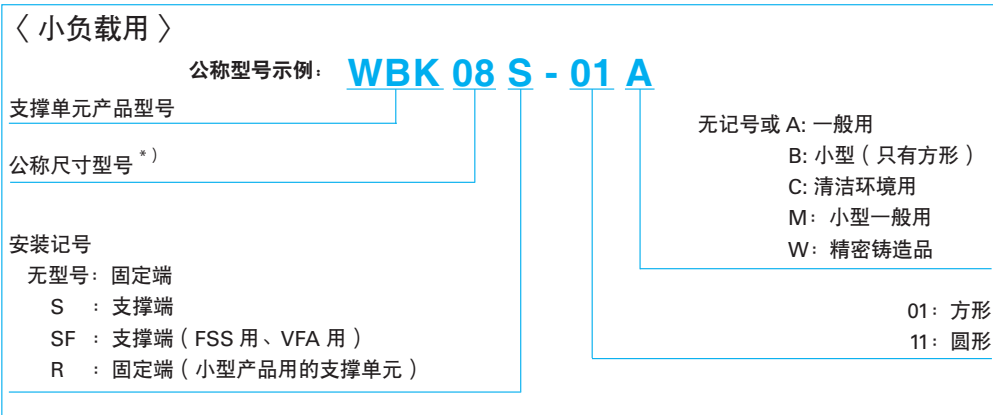 〈 小负载用 〉
公称型号示例： WBK 08 S - 01 A
支撑单元产品型号
公称尺寸型号 *）
安装记号
无型号：固定端
S ：支撑端
SF ：支撑端（ FSS 用、VFA 用 ）
R ：固定端（ 小型产品用的支撑单元 ）
无记号或 A: 一般用
B: 小型（ 只有方形 ）
C: 清洁环境用
M：小型一般用
W：精密铸造品
01：方形
11：圆形